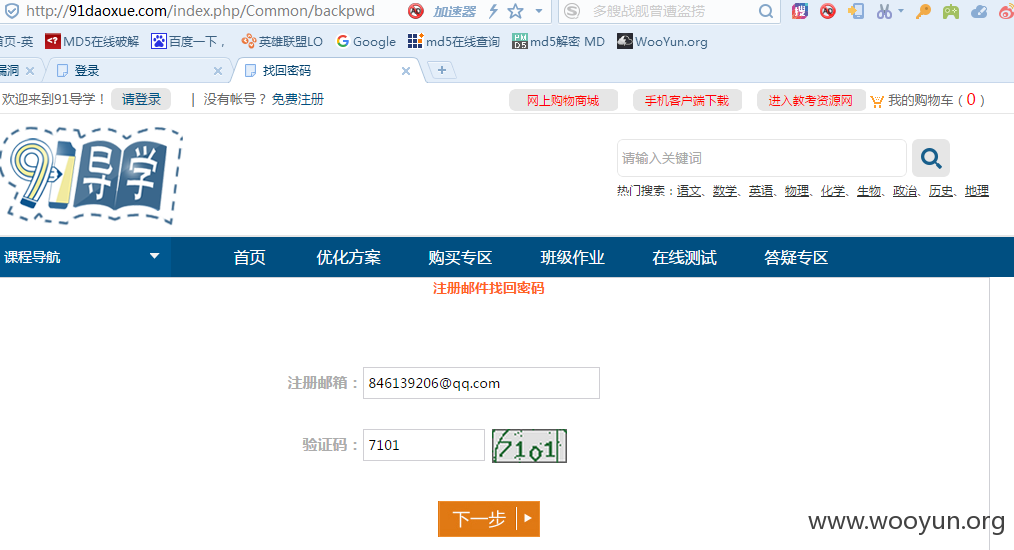 http://91daoxue.com/index.php/Common/backpwd 加速器 多艘战舰曾遭盗捞
首页-英 MD5在线破解 百度一下， 英雄联盟LO Google md5在线查询 md5解密 MD WooYun.org
漏洞 登录 找回密码
欢迎来到91导学！ 请登录 | 没有帐号？ 免费注册 网上购物商城 手机客户端下载 进入教考资源网 我的购物车（ 0 ）
91导学
请输入关键词
热门搜索：语文、数学、英语、物理、化学、生物、政治、历史、地理
课程导航 首页 优化方案 购买专区 班级作业 在线测试 答疑专区
注册邮件找回密码
注册邮箱： 846139206@qq.com
验证码： 7101 7101
下一步
www.wooyun.org